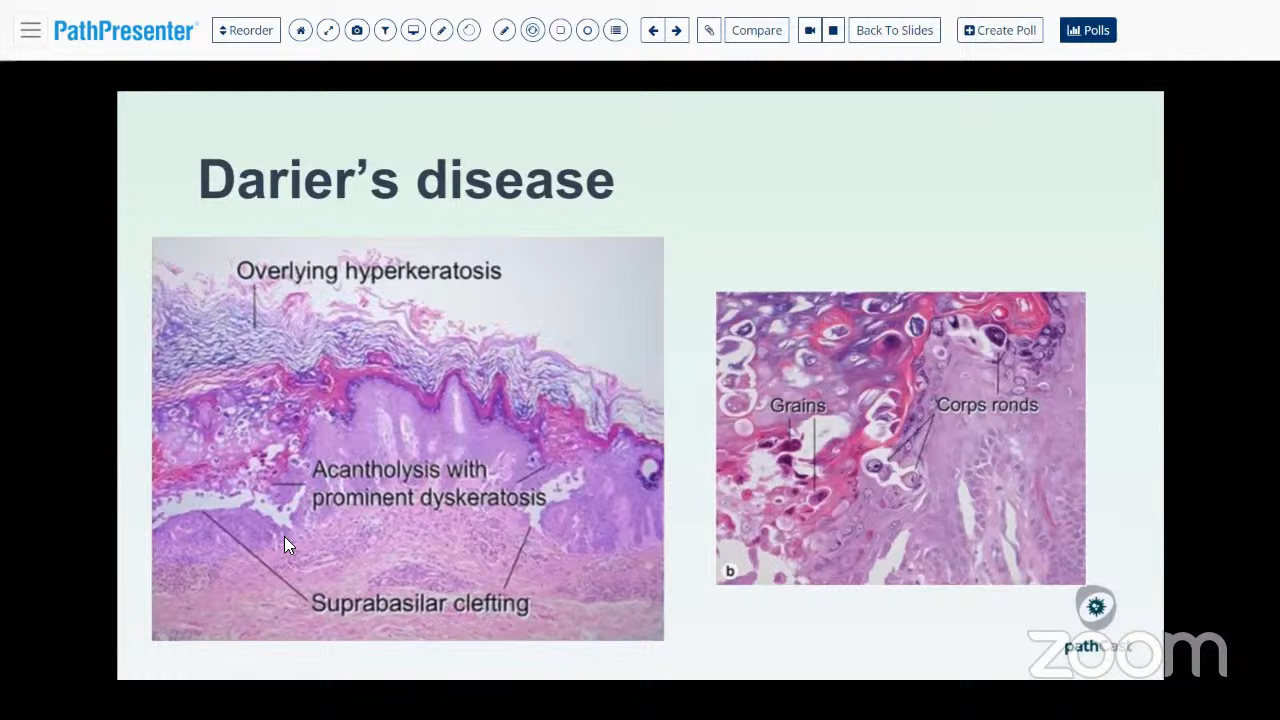 PathPresenter
Reorder
Compare
Back To Slides
Create Poll
Polls
Darier's disease
Overlying hyperkeratosis
Acantholysis with
prominent dyskeratosis
Suprabasilar clefting
Grains
Corps ronds
b
pathCast
zoom